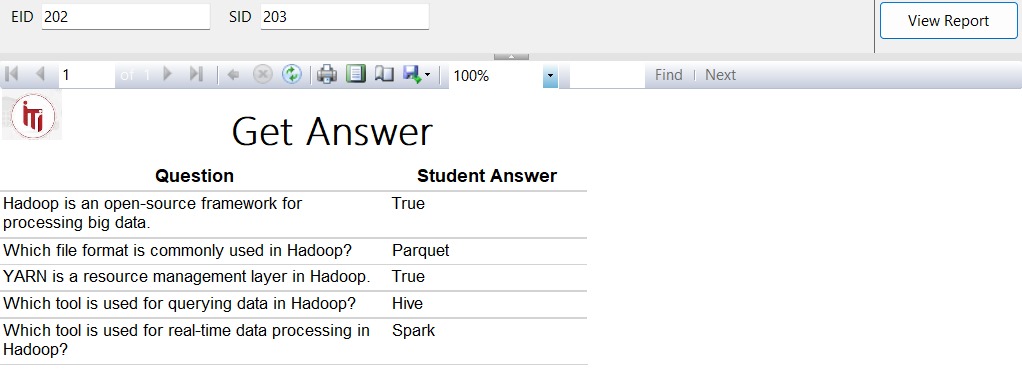 EID 202 SID 203 View Report
1 of 1 100% Find | Next
iTi
Get Answer
Question Student Answer
Hadoop is an open-source framework for True
processing big data.
Which file format is commonly used in Hadoop? Parquet
YARN is a resource management layer in Hadoop. True
Which tool is used for querying data in Hadoop? Hive
Which tool is used for real-time data processing in Spark
Hadoop?